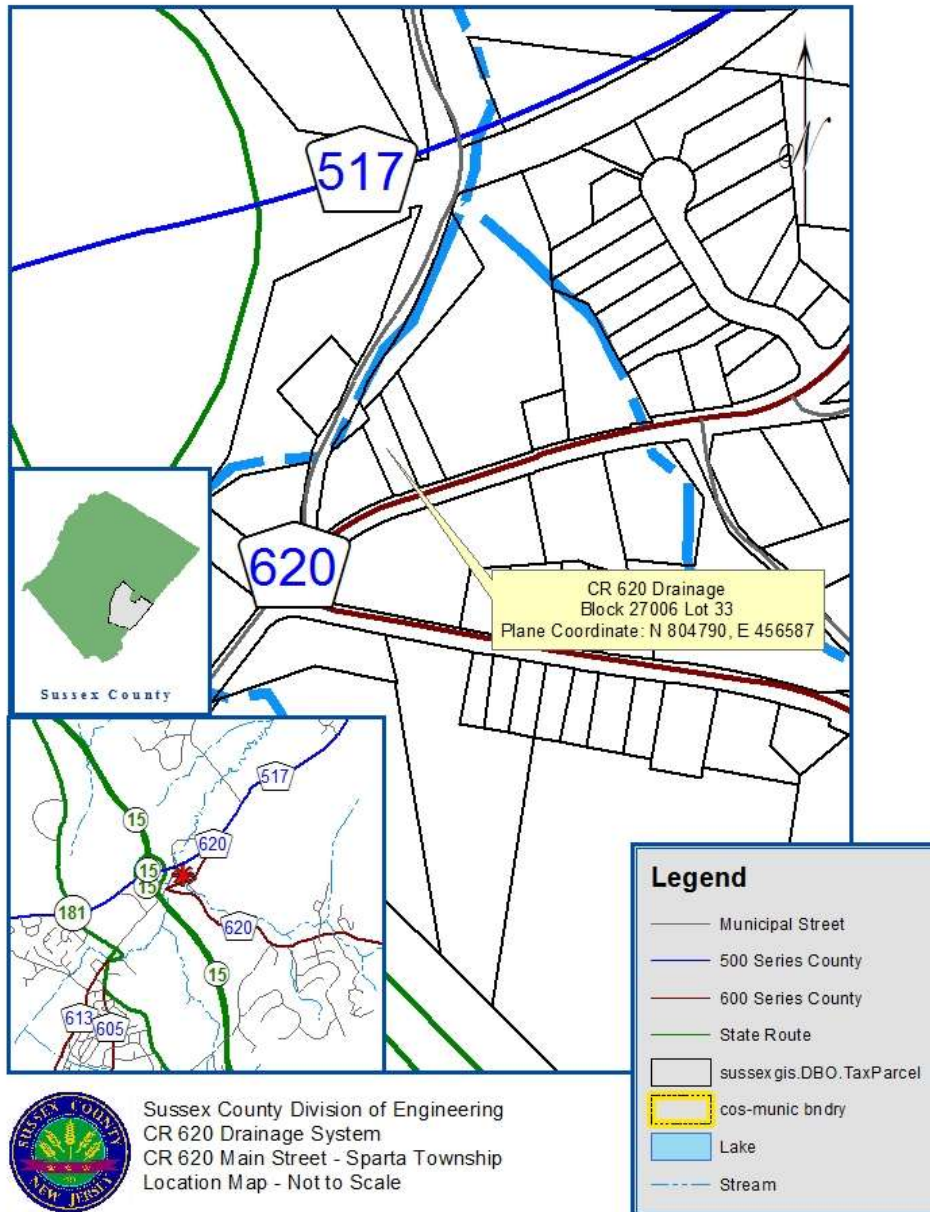 517
620
CR 620 Drainage
Block 27006 Lot 33
Plane Coordinate: N 804790, E 456587
Sussex County
517
15
620
15
15
181
620
15
613
605
Legend
Municipal Street
500 Series County
600 Series County
State Route
sussexgis.DBO.TaxParcel
cos-munic bndry
Lake
Stream
SUSSEX COUNTY
NEW JERSEY
Sussex County Division of Engineering
CR 620 Drainage System
CR 620 Main Street - Sparta Township
Location Map - Not to Scale